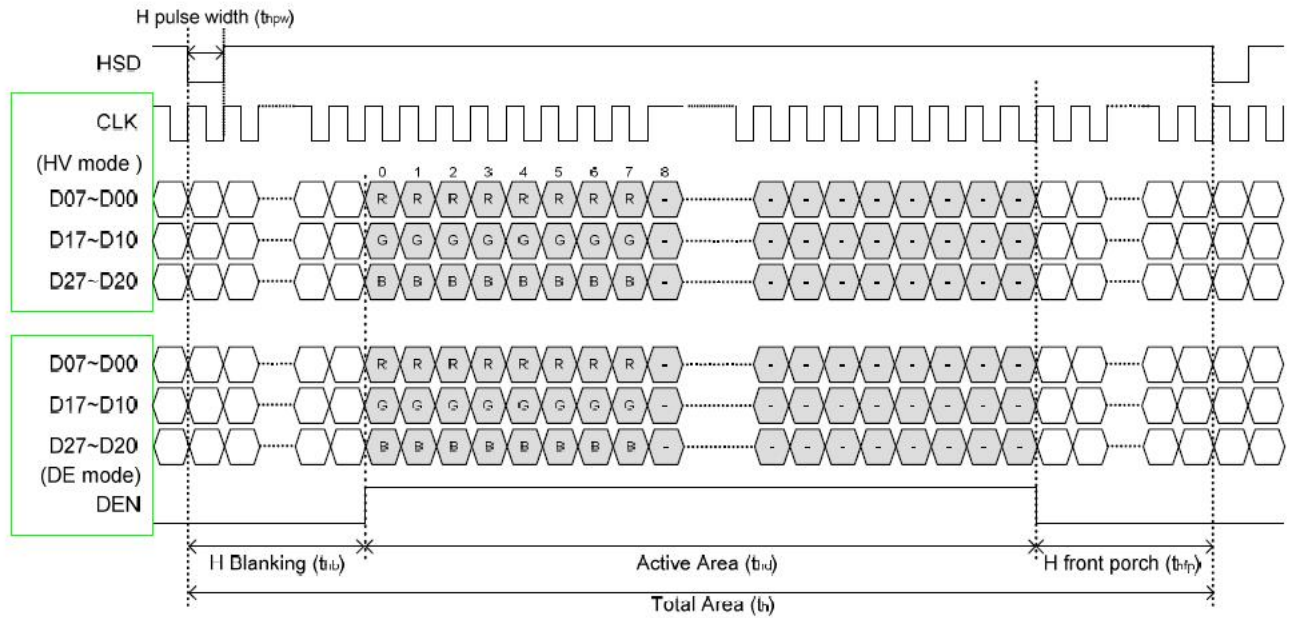 H pulse width (thpw)
HSD
CLK
(HV mode )
0 1 2 3 4 5 6 7 8
D07~D00 R R R R R R R R - - - - - - - - -
D17~D10 G G G G G G G G - - - - - - - - -
D27~D20 B B B B B B B B - - - - - - - - -
D07~D00 R R R R R R R R - - - - - - - - -
D17~D10 G G G G G G G G - - - - - - - - -
D27~D20 B B B B B B B B - - - - - - - - -
(DE mode)
DEN
H Blanking (thb) Active Area (thd) H front porch (thfp)
Total Area (th)